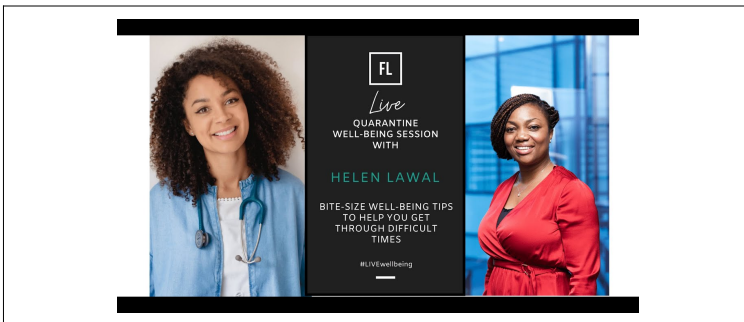 FL
Live
QUARANTINE
WELL-BEING SESSION
WITH
HELEN LAWAL
BITE-SIZE WELL-BEING TIPS
TO HELP YOU GET
THROUGH DIFFICULT
TIMES
#LIVEwellbeing